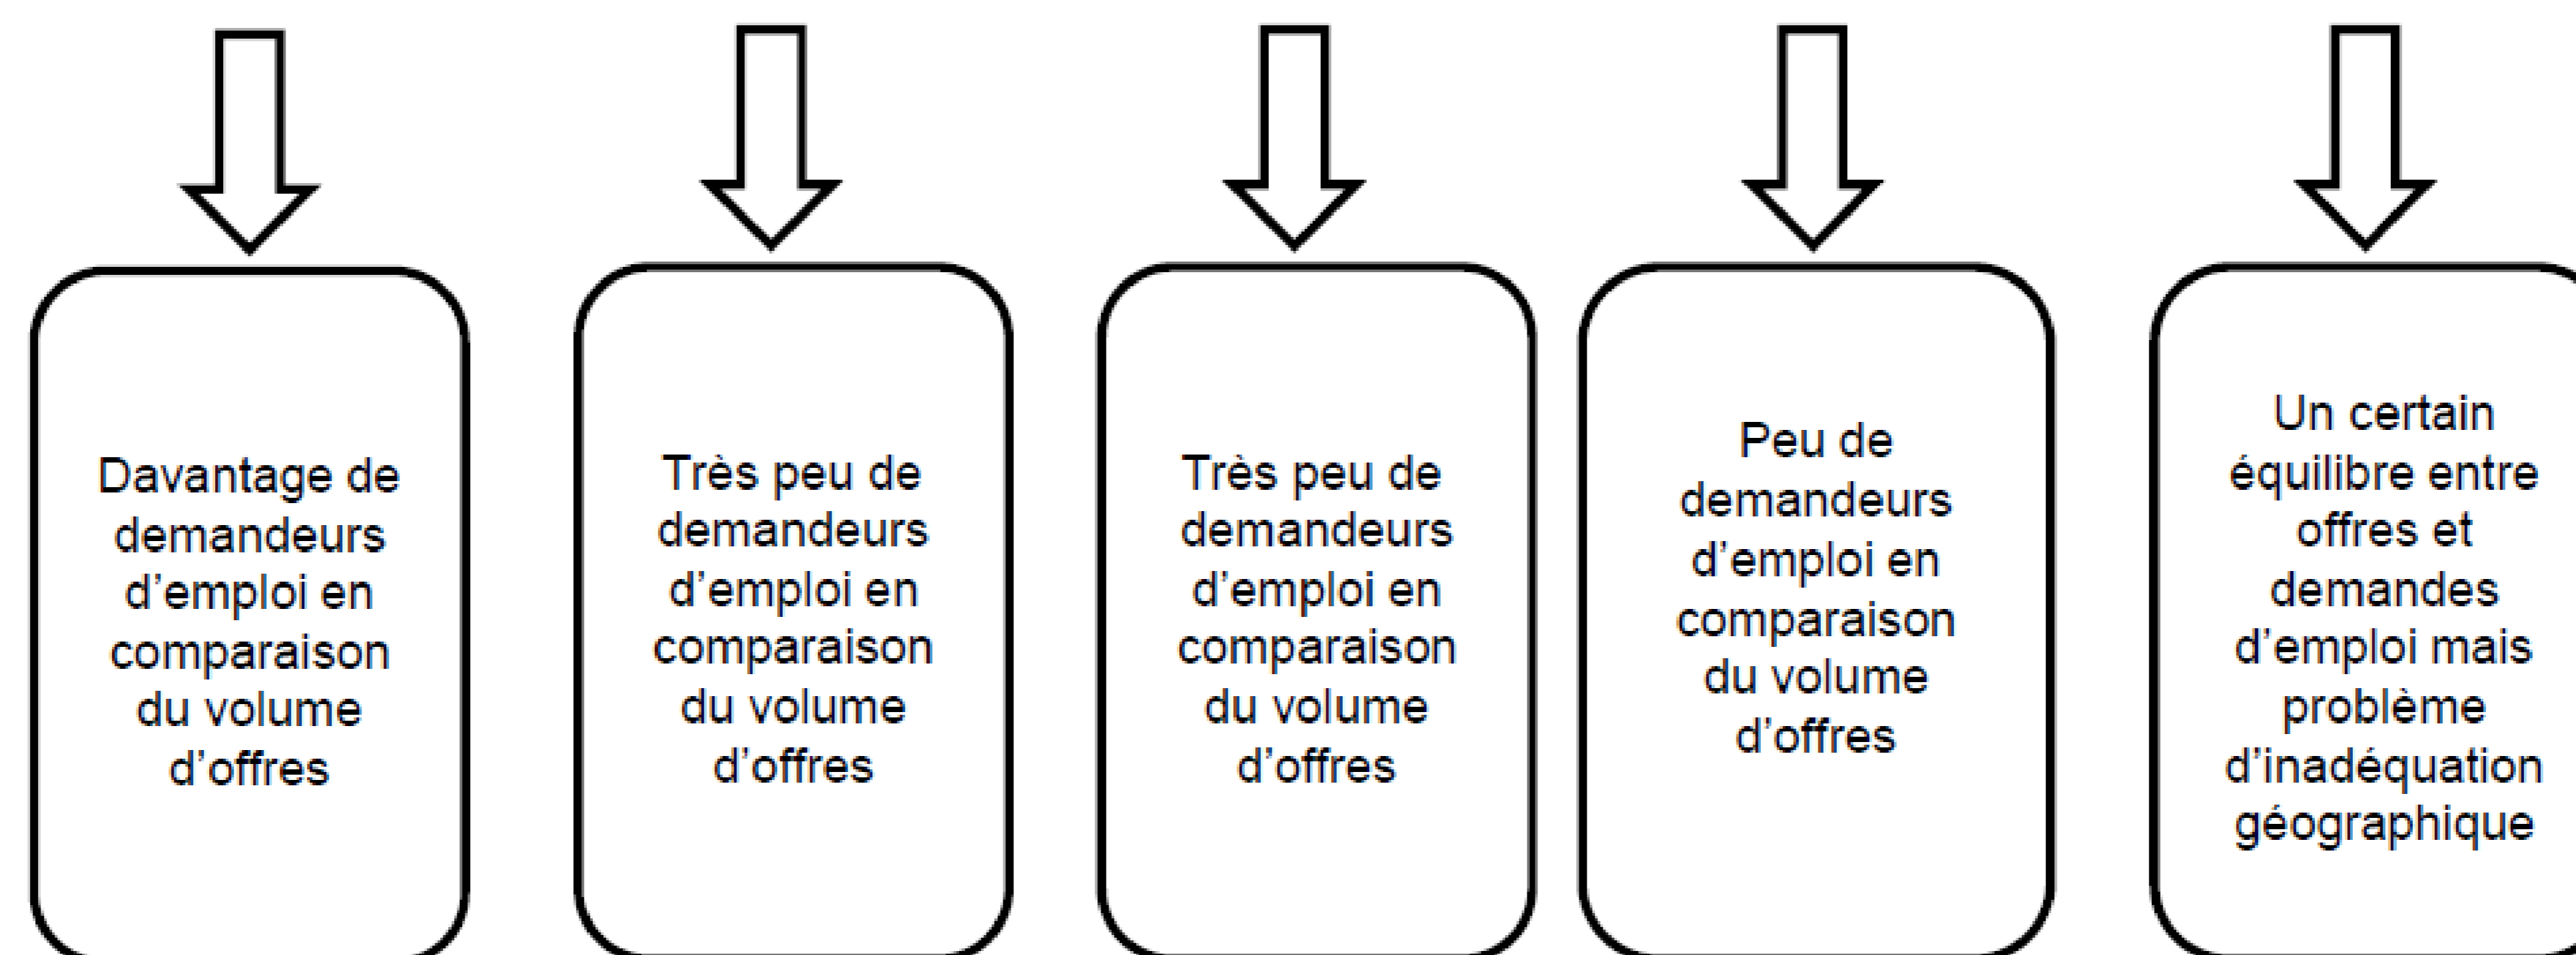 Davantage de
demandeurs
d’emploi en
comparaison
du volume
d’offres
Très peu de
demandeurs
d’emploi en
comparaison
du volume
d’offres
Très peu de
demandeurs
d’emploi en
comparaison
du volume
d’offres
Peu de
demandeurs
d’emploi en
comparaison
du volume
d’offres
Un certain
équilibre entre
offres et
demandes
d’emploi mais
problème
d’inadéquation
géographique